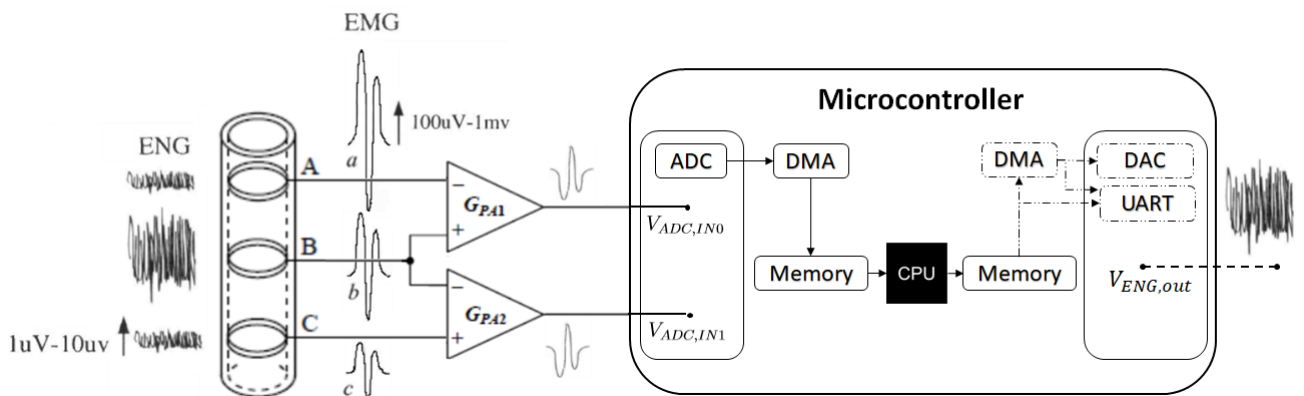 EMG
100uV-1mv
a
ENG
A
B
b
C
c
1uV-10uv
−
G_PA1
+
−
G_PA2
+
Microcontroller
ADC
DMA
V_ADC,IN0
V_ADC,IN1
Memory
CPU
Memory
DMA
DAC
UART
V_ENG,out